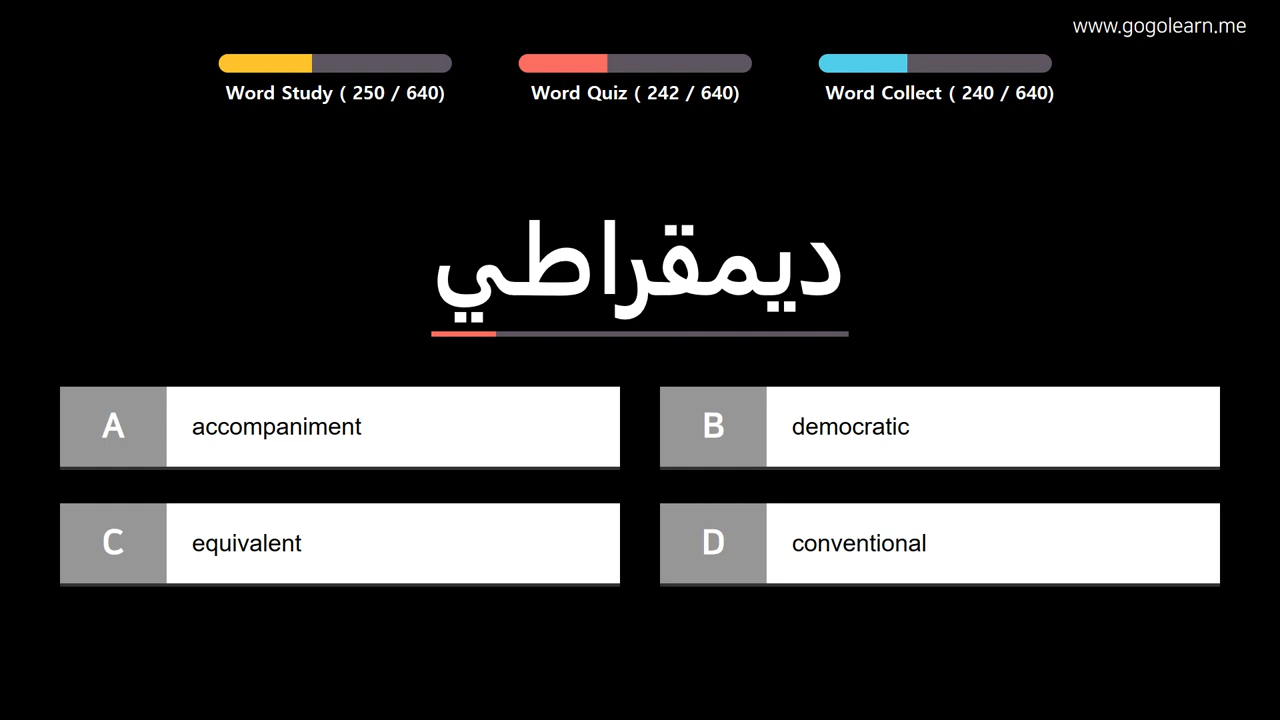 www.gogolearn.me
Word Study ( 250 / 640)
Word Quiz ( 242 / 640)
Word Collect ( 240 / 640)
ديمقراطي
A accompaniment
B democratic
C equivalent
D conventional